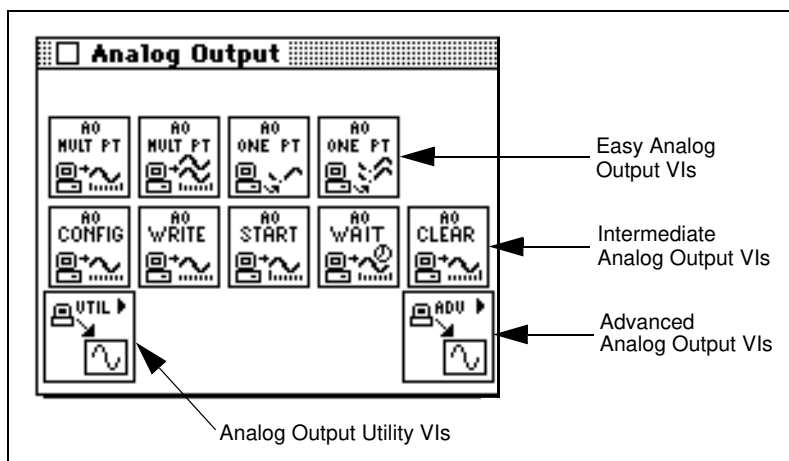 Analog Output
AO MULT PT
AO MULT PT
AO ONE PT
AO ONE PT
Easy Analog
Output VIs
AO CONFIG
AO WRITE
AO START
AO WAIT
AO CLEAR
Intermediate
Analog Output VIs
UTIL
ADV
Advanced
Analog Output VIs
Analog Output Utility VIs